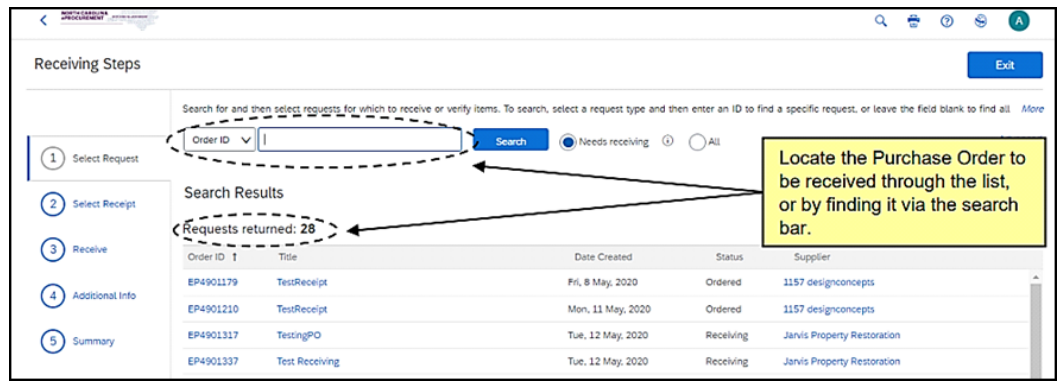 NORTH CAROLINA
ePROCUREMENT
A
Receiving Steps
Exit
Search for and then select requests for which to receive or verify items. To search, select a request type and then enter an ID to find a specific request, or leave the field blank to find all More
Order ID
Search
Needs receiving
All
1 Select Request
2 Select Receipt
3 Receive
4 Additional Info
5 Summary
Locate the Purchase Order to
be received through the list,
or by finding it via the search
bar.
Search Results
Requests returned: 28
Order ID ↑ Title Date Created Status Supplier
EP4901179 TestReceipt Fri, 8 May, 2020 Ordered 1157 designconcepts
EP4901210 TestReceipt Mon, 11 May, 2020 Ordered 1157 designconcepts
EP4901317 TestingPO Tue, 12 May, 2020 Receiving Jarvis Property Restoration
EP4901337 Test Receiving Tue, 12 May, 2020 Receiving Jarvis Property Restoration